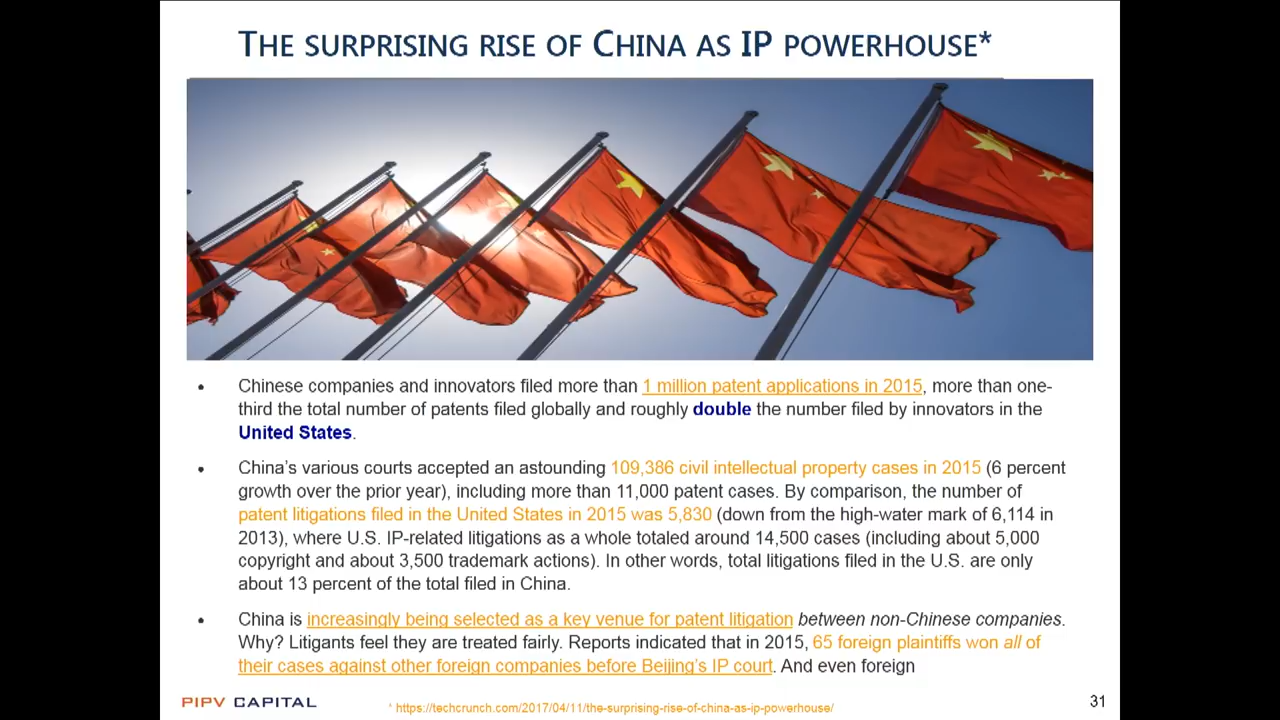 THE SURPRISING RISE OF CHINA AS IP POWERHOUSE*
• Chinese companies and innovators filed more than 1 million patent applications in 2015, more than one-
third the total number of patents filed globally and roughly double the number filed by innovators in the
United States.
• China’s various courts accepted an astounding 109,386 civil intellectual property cases in 2015 (6 percent
growth over the prior year), including more than 11,000 patent cases. By comparison, the number of
patent litigations filed in the United States in 2015 was 5,830 (down from the high-water mark of 6,114 in
2013), where U.S. IP-related litigations as a whole totaled around 14,500 cases (including about 5,000
copyright and about 3,500 trademark actions). In other words, total litigations filed in the U.S. are only
about 13 percent of the total filed in China.
• China is increasingly being selected as a key venue for patent litigation between non-Chinese companies.
Why? Litigants feel they are treated fairly. Reports indicated that in 2015, 65 foreign plaintiffs won all of
their cases against other foreign companies before Beijing’s IP court. And even foreign
PIPV CAPITAL
* https://techcrunch.com/2017/04/11/the-surprising-rise-of-china-as-ip-powerhouse/
31